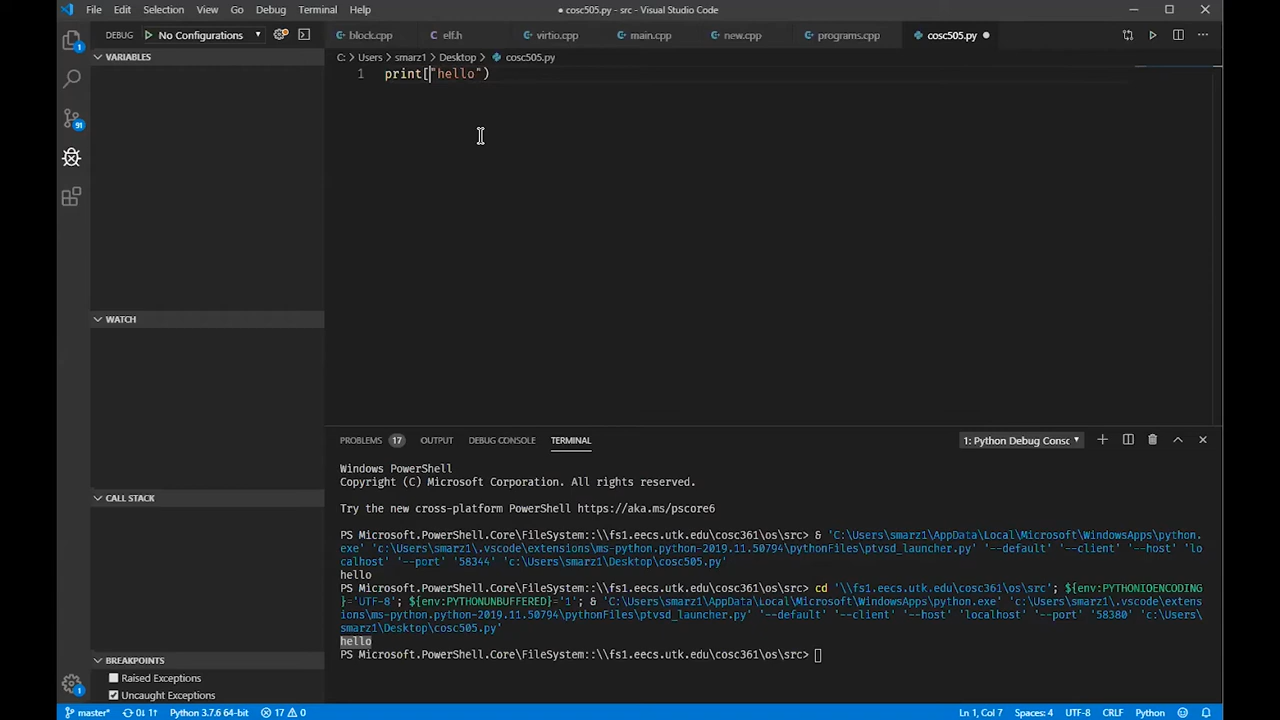 File Edit Selection View Go Debug Terminal Help
● cosc505.py - src - Visual Studio Code
DEBUG No Configurations
block.cpp elf.h virtio.cpp main.cpp new.cpp programs.cpp cosc505.py
VARIABLES
C: > Users > smarz1 > Desktop > cosc505.py
1 print["hello")
1
91
WATCH
PROBLEMS 17 OUTPUT DEBUG CONSOLE TERMINAL 1: Python Debug Consc
Windows PowerShell
Copyright (C) Microsoft Corporation. All rights reserved.
Try the new cross-platform PowerShell https://aka.ms/pscore6
CALL STACK
PS Microsoft.PowerShell.Core\FileSystem::\\fs1.eecs.utk.edu\cosc361\os\src> & 'C:\Users\smarz1\AppData\Local\Microsoft\WindowsApps\python.
exe' 'c:\Users\smarz1\.vscode\extensions\ms-python.python-2019.11.50794\pythonFiles\ptvsd_launcher.py' '--default' '--client' '--host' 'lo
calhost' '--port' '58344' 'c:\Users\smarz1\Desktop\cosc505.py'
hello
PS Microsoft.PowerShell.Core\FileSystem::\\fs1.eecs.utk.edu\cosc361\os\src> cd '\\fs1.eecs.utk.edu\cosc361\os\src'; ${env:PYTHONIOENCODING
}='UTF-8'; ${env:PYTHONUNBUFFERED}='1'; & 'C:\Users\smarz1\AppData\Local\Microsoft\WindowsApps\python.exe' 'c:\Users\smarz1\.vscode\extens
ions\ms-python.python-2019.11.50794\pythonFiles\ptvsd_launcher.py' '--default' '--client' '--host' 'localhost' '--port' '58380' 'c:\Users\
smarz1\Desktop\cosc505.py'
hello
PS Microsoft.PowerShell.Core\FileSystem::\\fs1.eecs.utk.edu\cosc361\os\src>
BREAKPOINTS
Raised Exceptions
Uncaught Exceptions
1
master* 0↓ 1↑ Python 3.7.6 64-bit 17 0 Ln 1, Col 7 Spaces: 4 UTF-8 CRLF Python